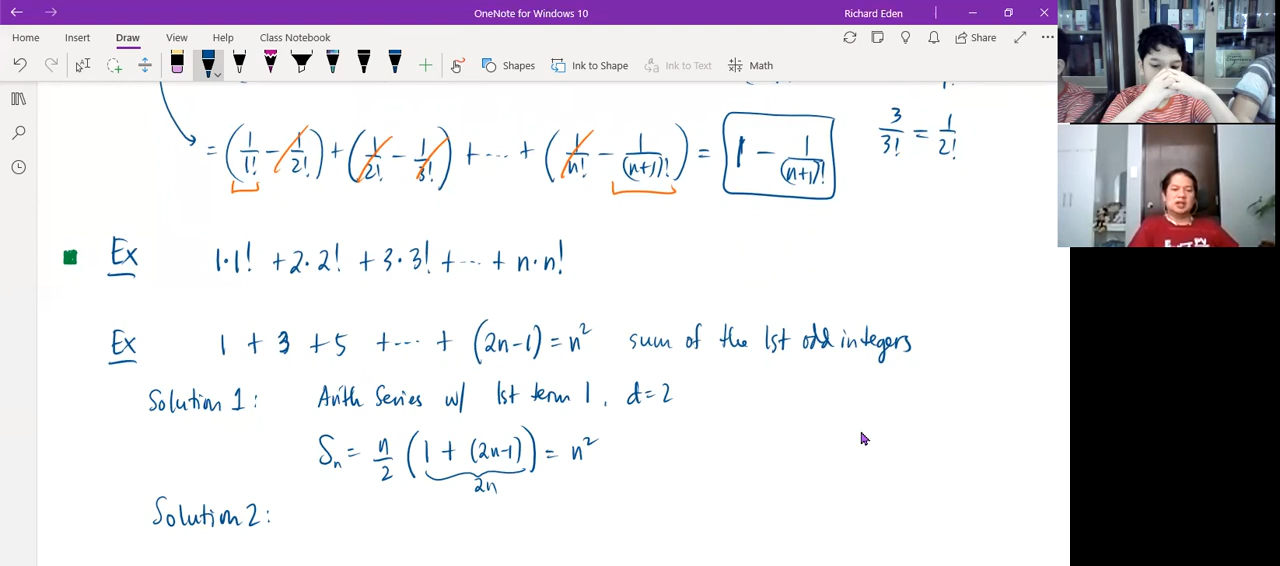 OneNote for Windows 10
Richard Eden
Home Insert Draw View Help Class Notebook
Share
Shapes Ink to Shape Ink to Text Math
= (1/1! - 1/2!) + (1/2! - 1/3!) + ... + (1/n! - 1/(n+1)!) = 1 - 1/(n+1)!
3/3! = 1/2!
Ex 1·1! + 2·2! + 3·3! + ... + n·n!
Ex 1 + 3 + 5 + ... + (2n-1) = n² sum of the 1st odd integers
Solution 1: Arith Series w/ 1st term 1, d=2
Sₙ = n/2 (1 + (2n-1)) = n²
2n
Solution 2: